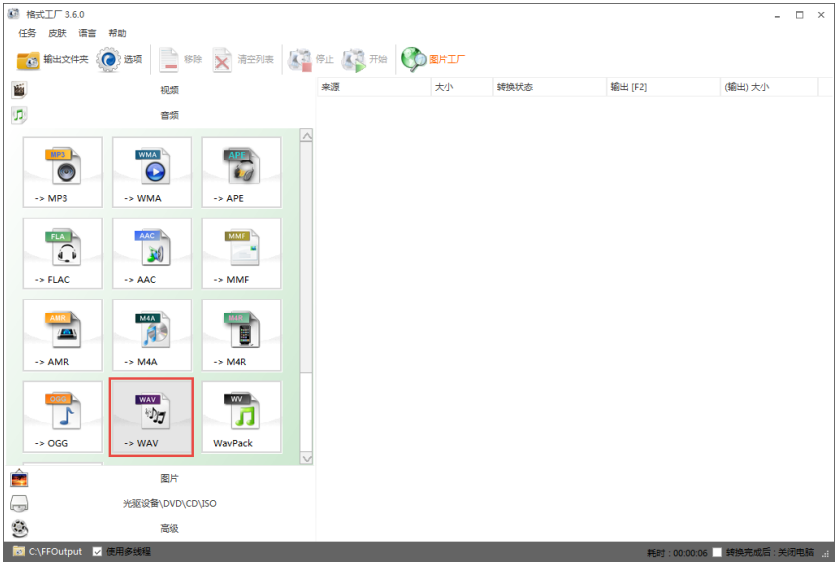 格式工厂 3.6.0
任务 皮肤 语言 帮助
输出文件夹 选项 移除 清空列表 停止 开始 图片工厂
视频
音频
来源 大小 转换状态 输出 [F2] (输出) 大小
MP3 WMA APE
-> MP3 -> WMA -> APE
FLA AAC MMF
-> FLAC -> AAC -> MMF
AMR M4A M4R
-> AMR -> M4A -> M4R
OGG WAV WV
-> OGG -> WAV WavPack
图片
光驱设备\DVD\CD\ISO
高级
C:\FFOutput 使用多线程 耗时 : 00:00:06 转换完成后 : 关闭电脑